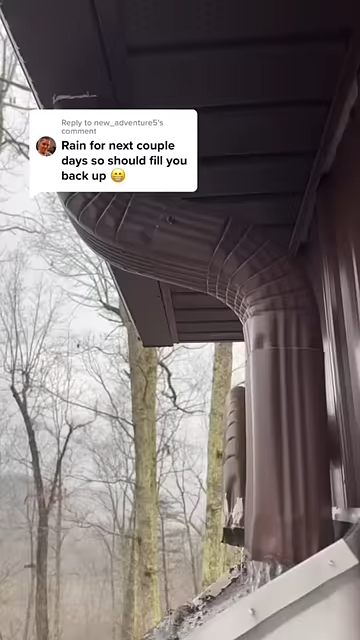 Reply to new_adventure5's
comment
Rain for next couple
days so should fill you
back up 😁